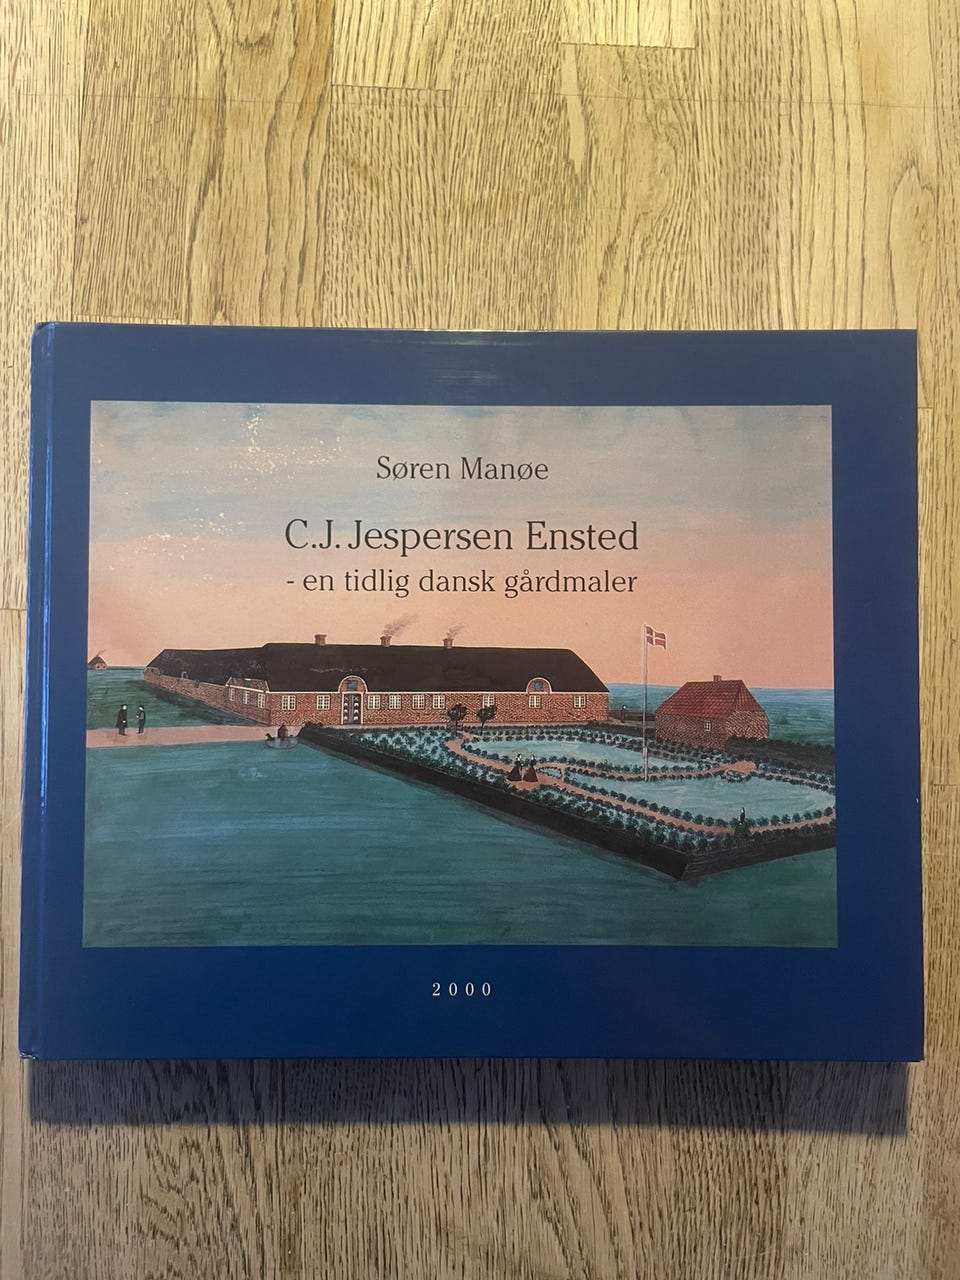 Søren Manøe
C.J. Jespersen Ensted
- en tidlig dansk gårdmaler
2000